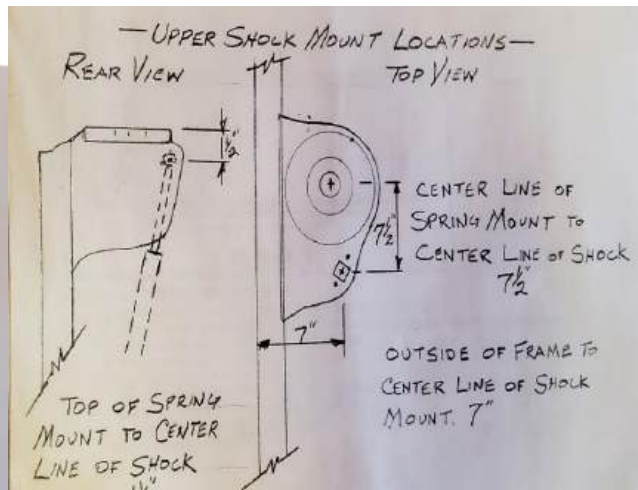 —UPPER SHOCK MOUNT LOCATIONS—
REAR VIEW
TOP VIEW
1½"
7½"
CENTER LINE OF
SPRING MOUNT TO
CENTER LINE OF SHOCK
7½"
7"
OUTSIDE OF FRAME TO
CENTER LINE OF SHOCK
MOUNT. 7"
TOP OF SPRING
MOUNT TO CENTER
LINE OF SHOCK